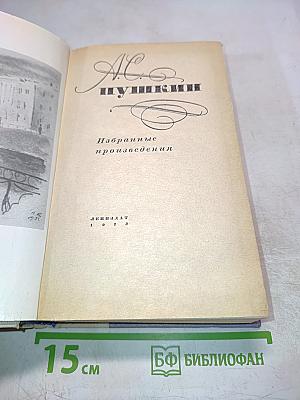 А.С.
ПУШКИН
Избранные
произведения
ЛЕНИЗДАТ
15 см
БФ БИБЛИОФАН